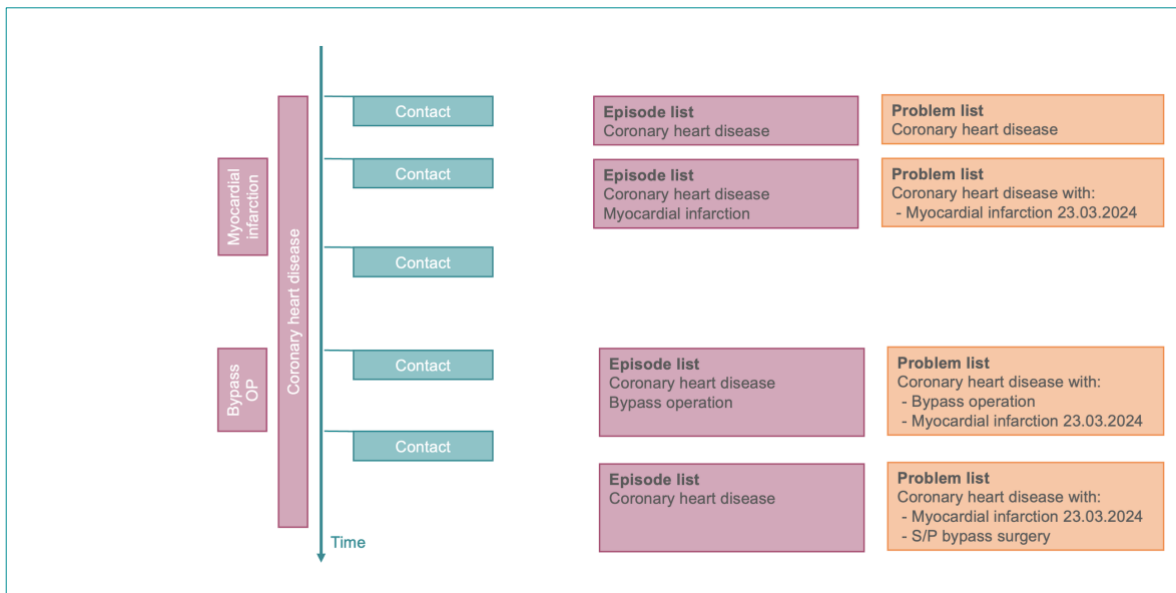 Contact
Episode list
Coronary heart disease
Problem list
Coronary heart disease
Myocardial
infarction
Coronary heart disease
Contact
Episode list
Coronary heart disease
Myocardial infarction
Problem list
Coronary heart disease with:
- Myocardial infarction 23.03.2024
Contact
Bypass
OP
Contact
Episode list
Coronary heart disease
Bypass operation
Problem list
Coronary heart disease with:
- Bypass operation
- Myocardial infarction 23.03.2024
Contact
Episode list
Coronary heart disease
Problem list
Coronary heart disease with:
- Myocardial infarction 23.03.2024
- S/P bypass surgery
Time